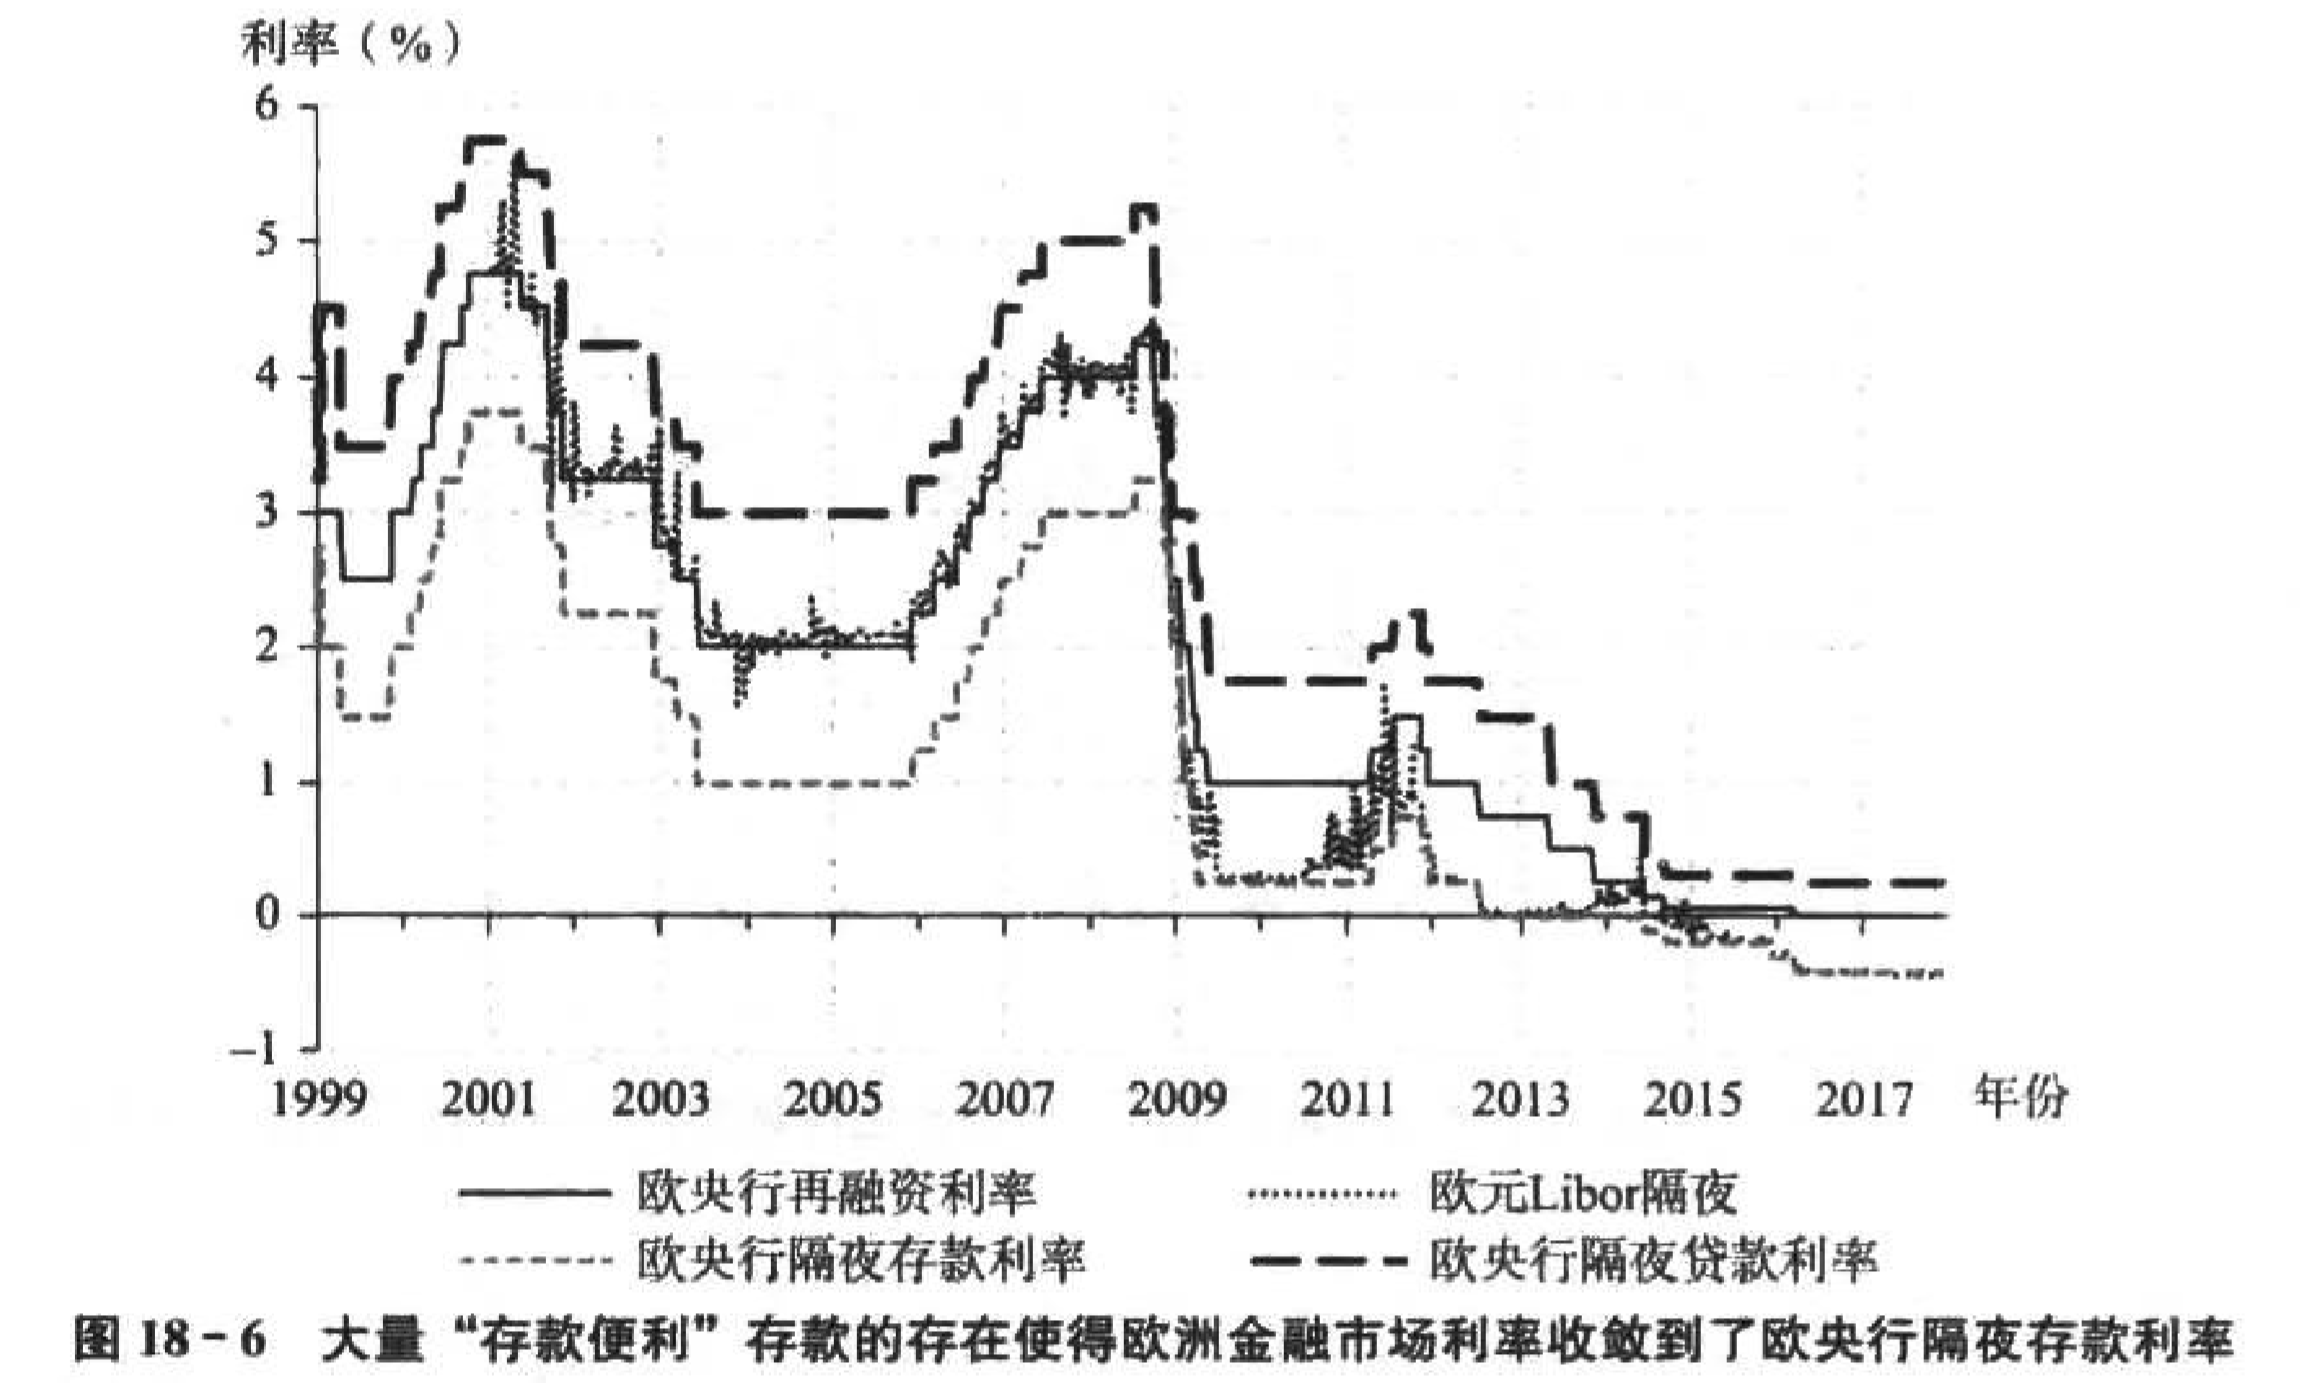 利率（%）
6
5
4
3
2
1
0
-1
1999 2001 2003 2005 2007 2009 2011 2013 2015 2017 年份
欧央行再融资利率 欧元Libor隔夜
欧央行隔夜存款利率 欧央行隔夜贷款利率
图 18-6 大量“存款便利”存款的存在使得欧洲金融市场利率收敛到了欧央行隔夜存款利率